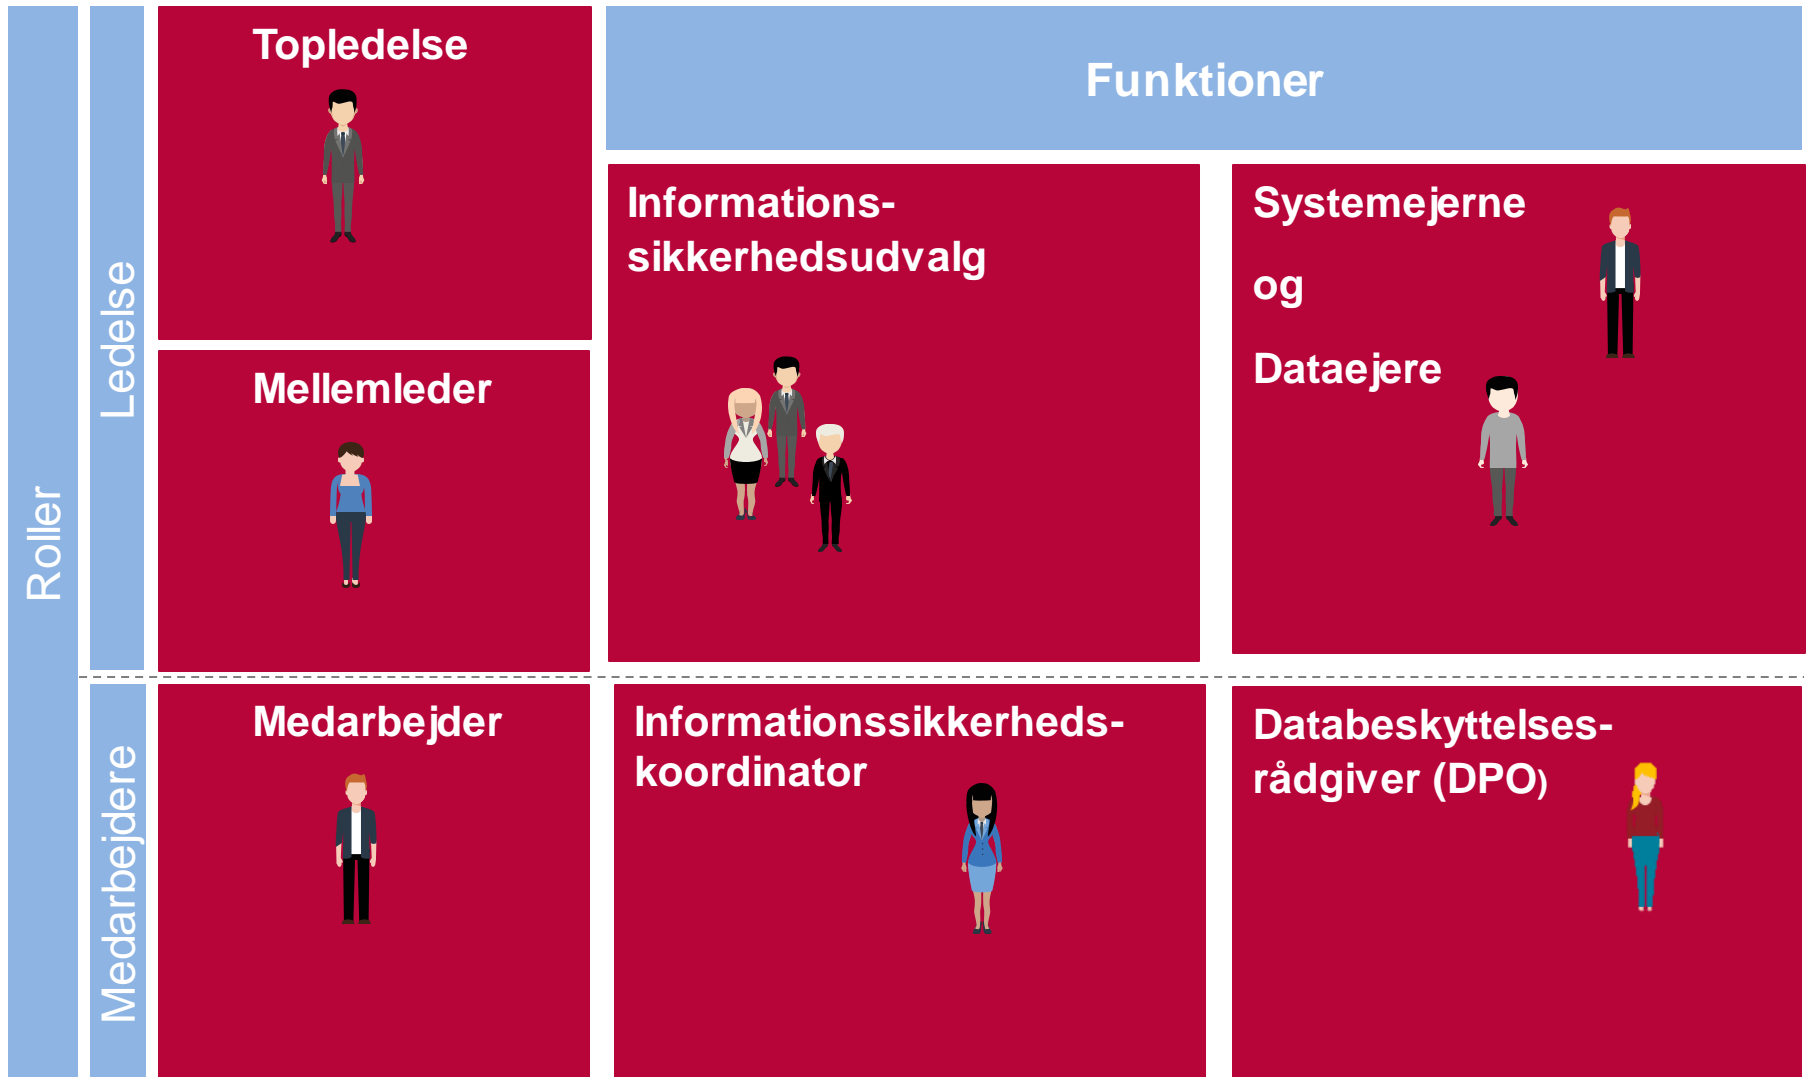 Roller
Ledelse
Topledelse
Funktioner
Informations-
sikkerhedsudvalg
Systemejerne
og
Dataejere
Mellemleder
Medarbejdere
Medarbejder
Informationssikkerheds-
koordinator
Databeskyttelses-
rådgiver (DPO)